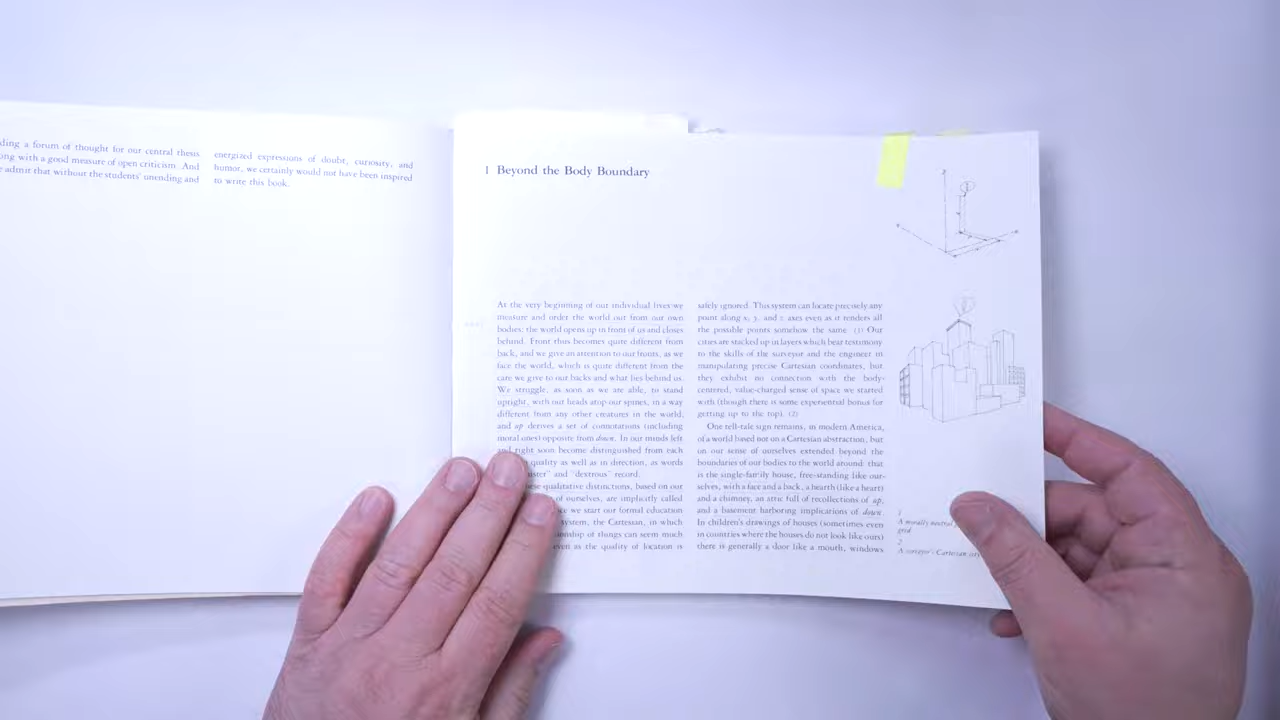 ding a forum of thought for our central thesis
ng with a good measure of open criticism. And
admit that without the students' unending and
energized expressions of doubt, curiosity, and
humor, we certainly would not have been inspired
to write this book.
1 Beyond the Body Boundary
At the very beginning of our individual lives we
measure and order the world out from our own
bodies: the world opens up in front of us and closes
behind. Front thus becomes quite different from
back, and we give an attention to our fronts, as we
face the world, which is quite different from the
care we give to our backs and what lies behind us.
We struggle, as soon as we are able, to stand
upright, with our heads atop our spines, in a way
different from any other creatures in the world,
and up derives a set of connotations (including
moral ones) opposite from down. In our minds left
and right soon become distinguished from each
quality as well as in direction, as words
ister" and "dextrous" record.
ese qualitative distinctions, based on our
of ourselves, are implicitly called
ce we start our formal education
system, the Cartesian, in which
ionship of things can seem much
even as the quality of location is
safely ignored. This system can locate precisely any
point along x, y, and z axes even as it renders all
the possible points somehow the same. (1) Our
cities are stacked up in layers which bear testimony
to the skills of the surveyor and the engineer in
manipulating precise Cartesian coordinates, but
they exhibit no connection with the body-
centered, value-charged sense of space we started
with (though there is some experiential bonus for
getting up to the top). (2)
One tell-tale sign remains, in modern America,
of a world based not on a Cartesian abstraction, but
on our sense of ourselves extended beyond the
boundaries of our bodies to the world around: that
is the single-family house, free-standing like our-
selves, with a face and a back, a hearth (like a heart)
and a chimney, an attic full of recollections of up,
and a basement harboring implications of down.
In children's drawings of houses (sometimes even
in countries where the houses do not look like ours)
there is generally a door like a mouth, windows
1
A morally neutral
grid
2
A surveyor's Cartesian